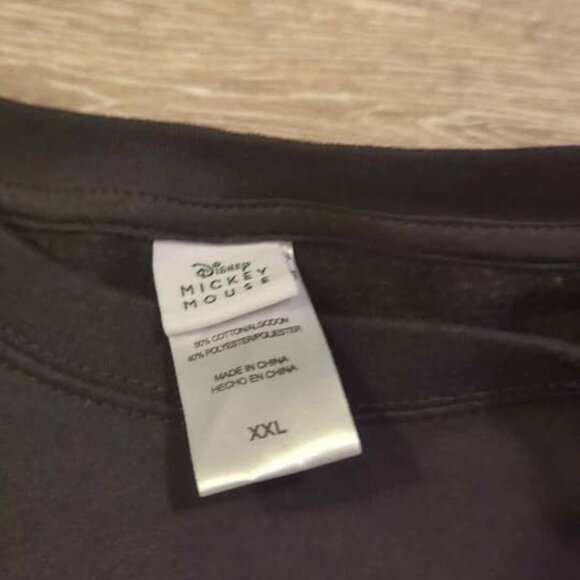 Disney
MICKEY
MOUSE
60% COTTON/ALGODON
40% POLYESTER/POLIESTER
MADE IN CHINA
HECHO EN CHINA
XXL